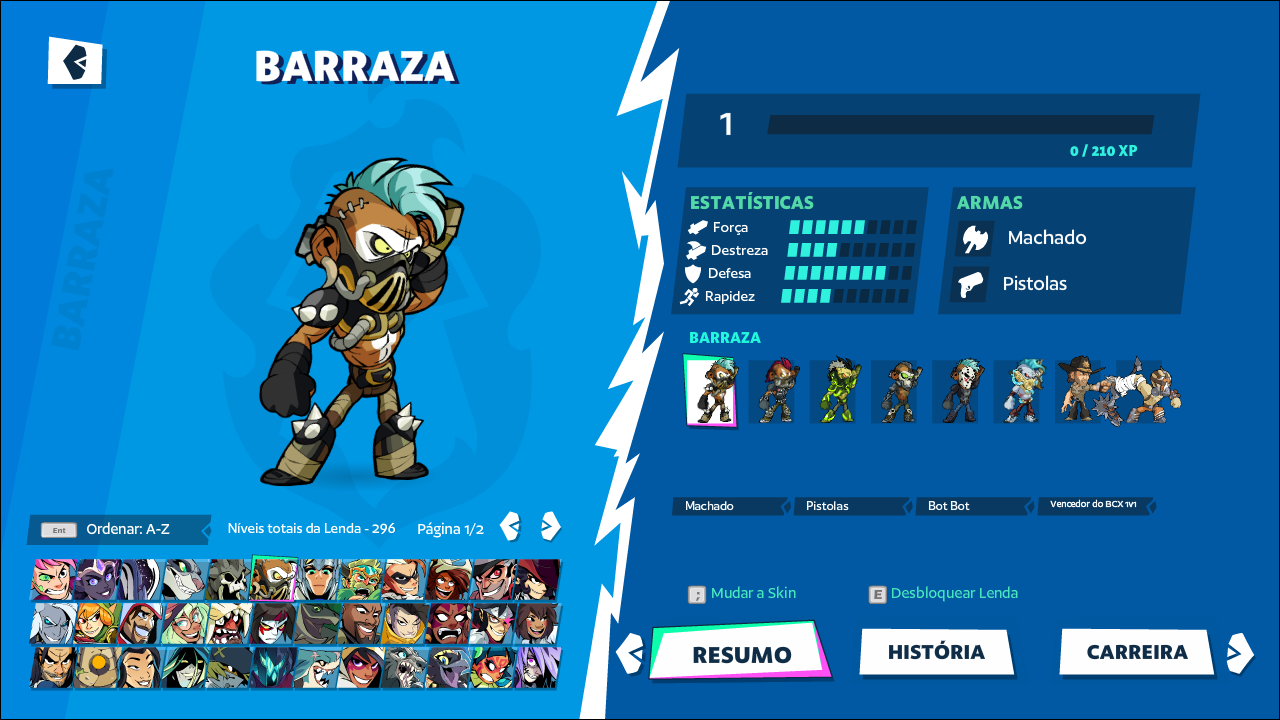 BARRAZA
BARRAZA
1
0 / 210 XP
ESTATÍSTICAS
Força
Destreza
Defesa
Rapidez
ARMAS
Machado
Pistolas
BARRAZA
Machado
Pistolas
Bot Bot
Vencedor do BCX 1v1
Ent
Ordenar: A-Z
Níveis totais da Lenda - 296
Página 1/2
; Mudar a Skin
E Desbloquear Lenda
RESUMO
HISTÓRIA
CARREIRA